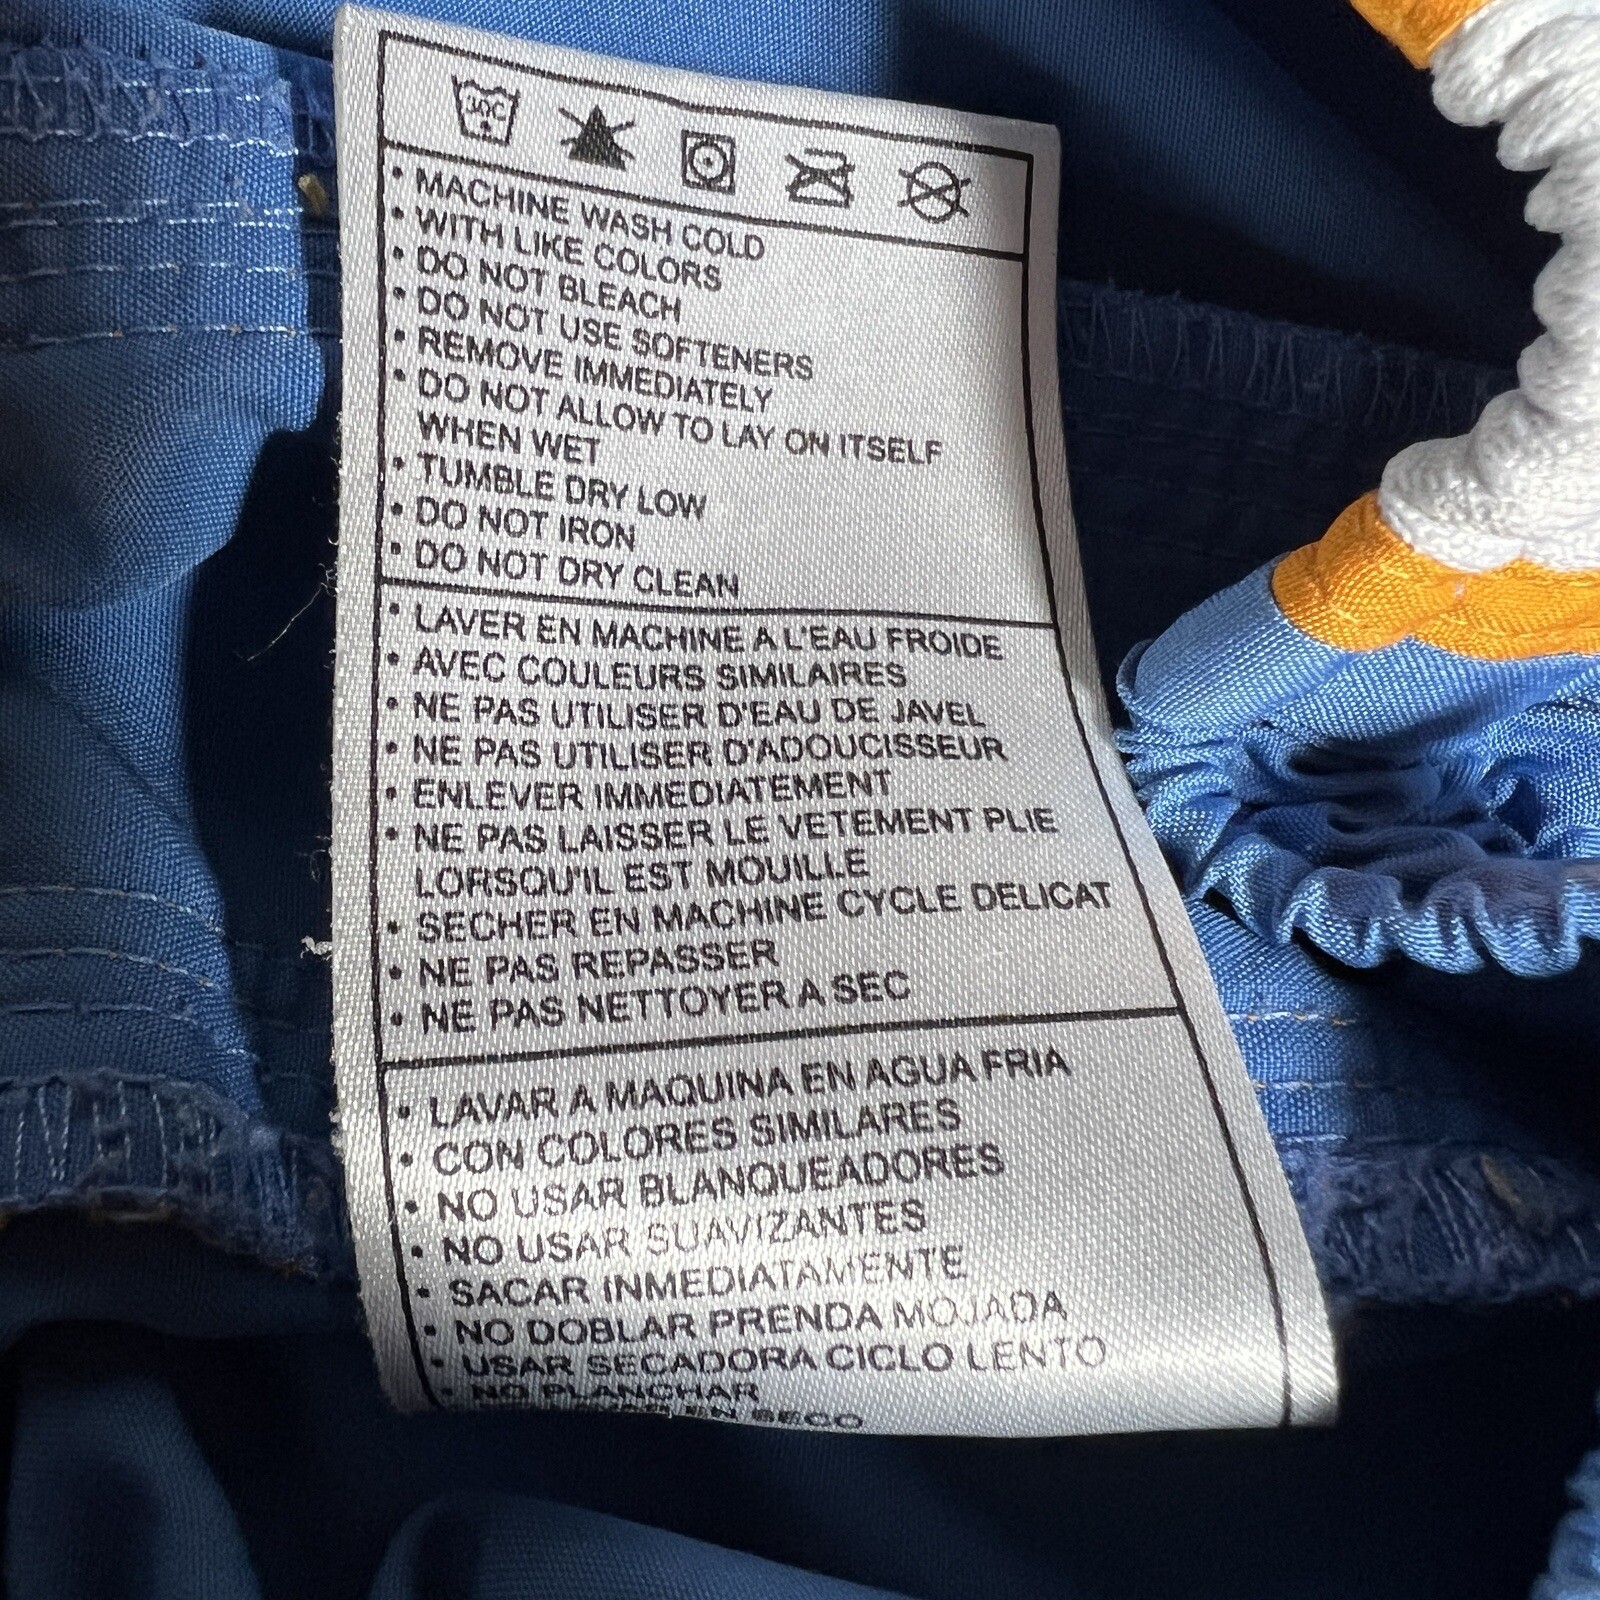 30C
• MACHINE WASH COLD
• WITH LIKE COLORS
• DO NOT BLEACH
• DO NOT USE SOFTENERS
• REMOVE IMMEDIATELY
• DO NOT ALLOW TO LAY ON ITSELF
WHEN WET
• TUMBLE DRY LOW
• DO NOT IRON
• DO NOT DRY CLEAN
• LAVER EN MACHINE A L'EAU FROIDE
• AVEC COULEURS SIMILAIRES
• NE PAS UTILISER D'EAU DE JAVEL
• NE PAS UTILISER D'ADOUCISSEUR
• ENLEVER IMMEDIATEMENT
• NE PAS LAISSER LE VETEMENT PLIE
LORSQU'IL EST MOUILLE
• SECHER EN MACHINE CYCLE DELICAT
• NE PAS REPASSER
• NE PAS NETTOYER A SEC
• LAVAR A MAQUINA EN AGUA FRIA
• CON COLORES SIMILARES
• NO USAR BLANQUEADORES
• NO USAR SUAVIZANTES
• SACAR INMEDIATAMENTE
• NO DOBLAR PRENDA MOJADA
• USAR SECADORA CICLO LENTO
• NO PLANCHAR
EN SECO